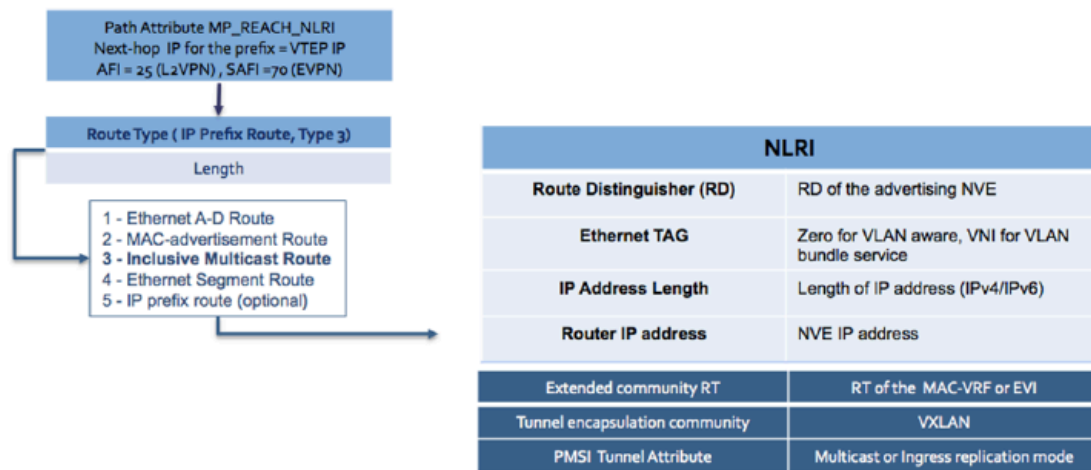 Path Attribute MP_REACH_NLRI
Next-hop IP for the prefix = VTEP IP
AFI = 25 (L2VPN) , SAFI =70 (EVPN)
Route Type ( IP Prefix Route, Type 3)
Length
1 - Ethernet A-D Route
2 - MAC-advertisement Route
3 - Inclusive Multicast Route
4 - Ethernet Segment Route
5 - IP prefix route (optional)
NLRI
Route Distinguisher (RD)
RD of the advertising NVE
Ethernet TAG
Zero for VLAN aware, VNI for VLAN
bundle service
IP Address Length
Length of IP address (IPv4/IPv6)
Router IP address
NVE IP address
Extended community RT
RT of the MAC-VRF or EVI
Tunnel encapsulation community
VXLAN
PMSI Tunnel Attribute
Multicast or Ingress replication mode